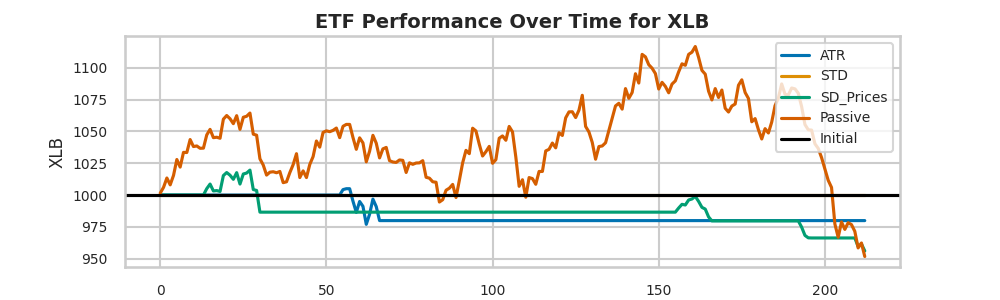 ETF Performance Over Time for XLB
XLB
1100
1075
1050
1025
1000
975
950
0
50
100
150
200
ATR
STD
SD_Prices
Passive
Initial